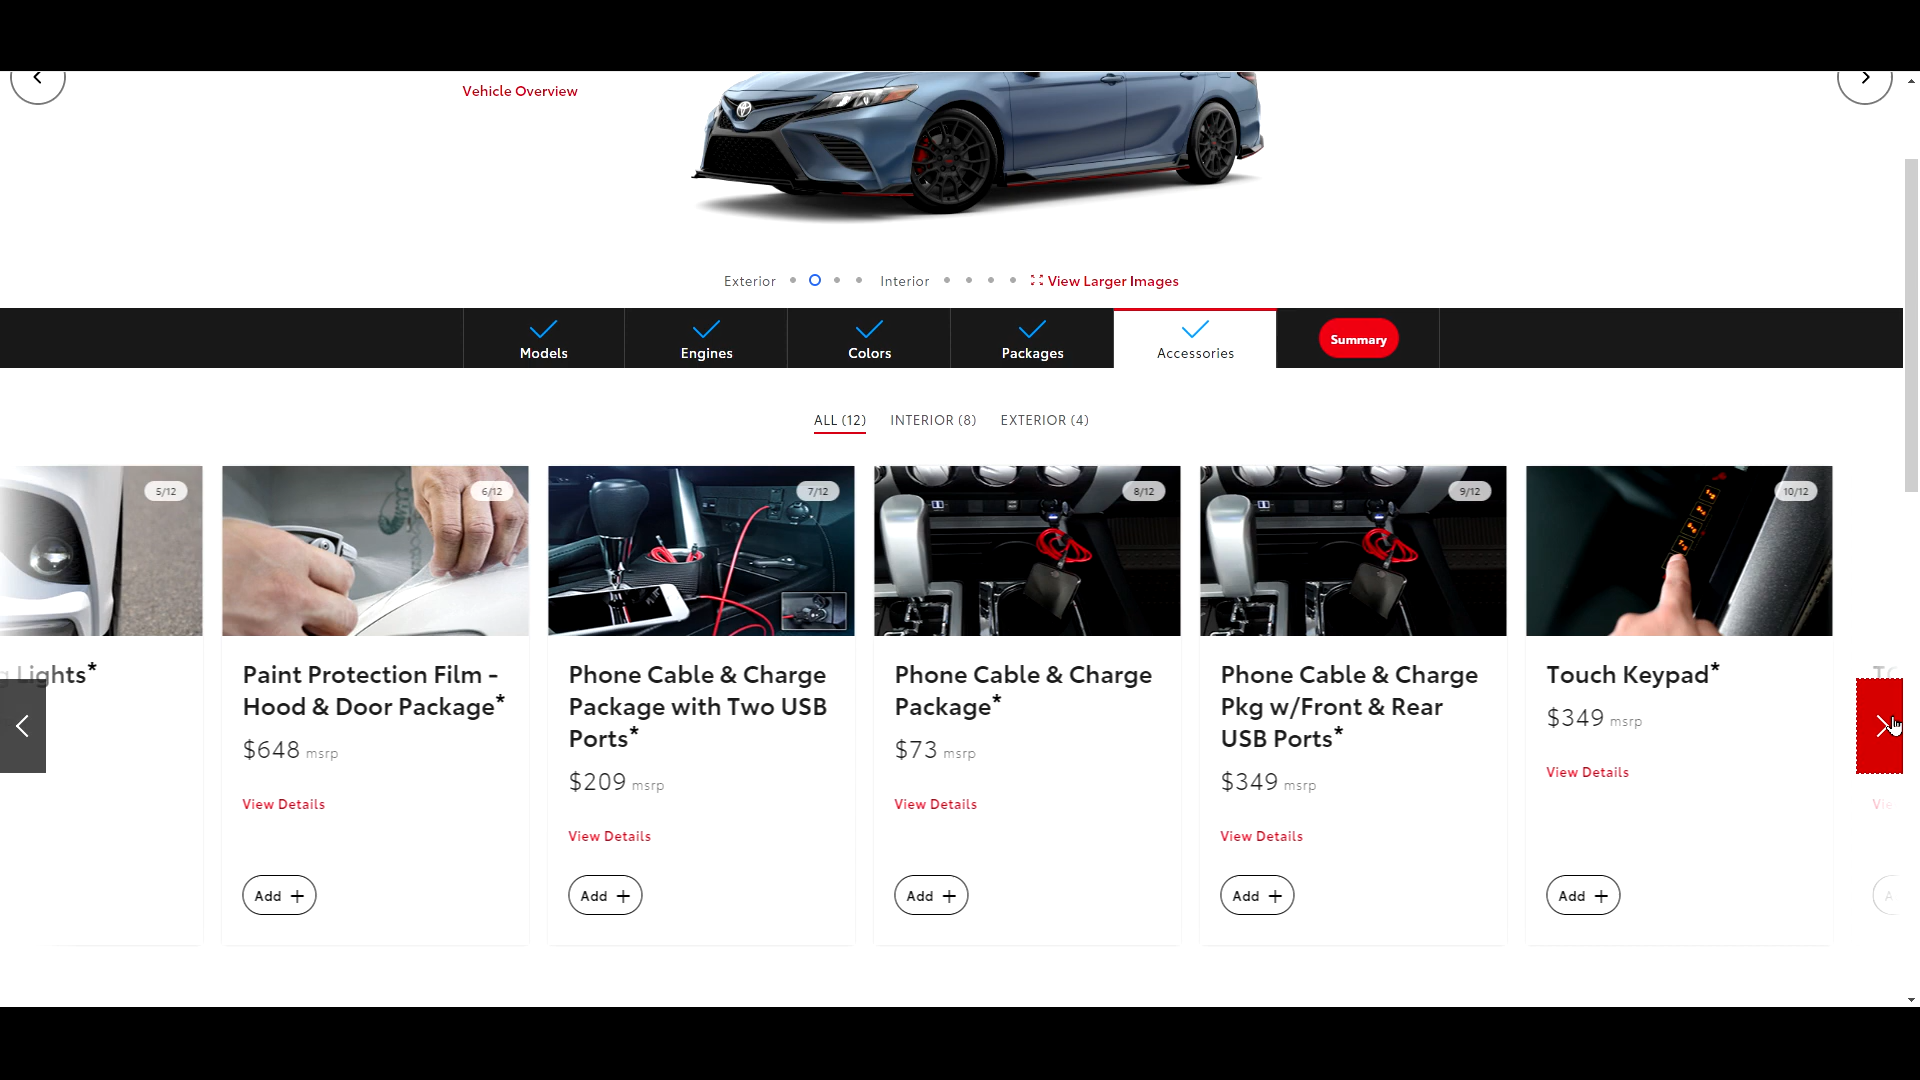 Vehicle Overview
Exterior
Interior
View Larger Images
Models
Engines
Colors
Packages
Accessories
Summary
ALL (12)
INTERIOR (8)
EXTERIOR (4)
5/12
6/12
7/12
8/12
9/12
10/12
Lights*
Paint Protection Film -
Hood & Door Package*
$648 msrp
View Details
Add +
Phone Cable & Charge
Package with Two USB
Ports*
$209 msrp
View Details
Add +
Phone Cable & Charge
Package*
$73 msrp
View Details
Add +
Phone Cable & Charge
Pkg w/Front & Rear
USB Ports*
$349 msrp
View Details
Add +
Touch Keypad*
$349 msrp
View Details
Add +